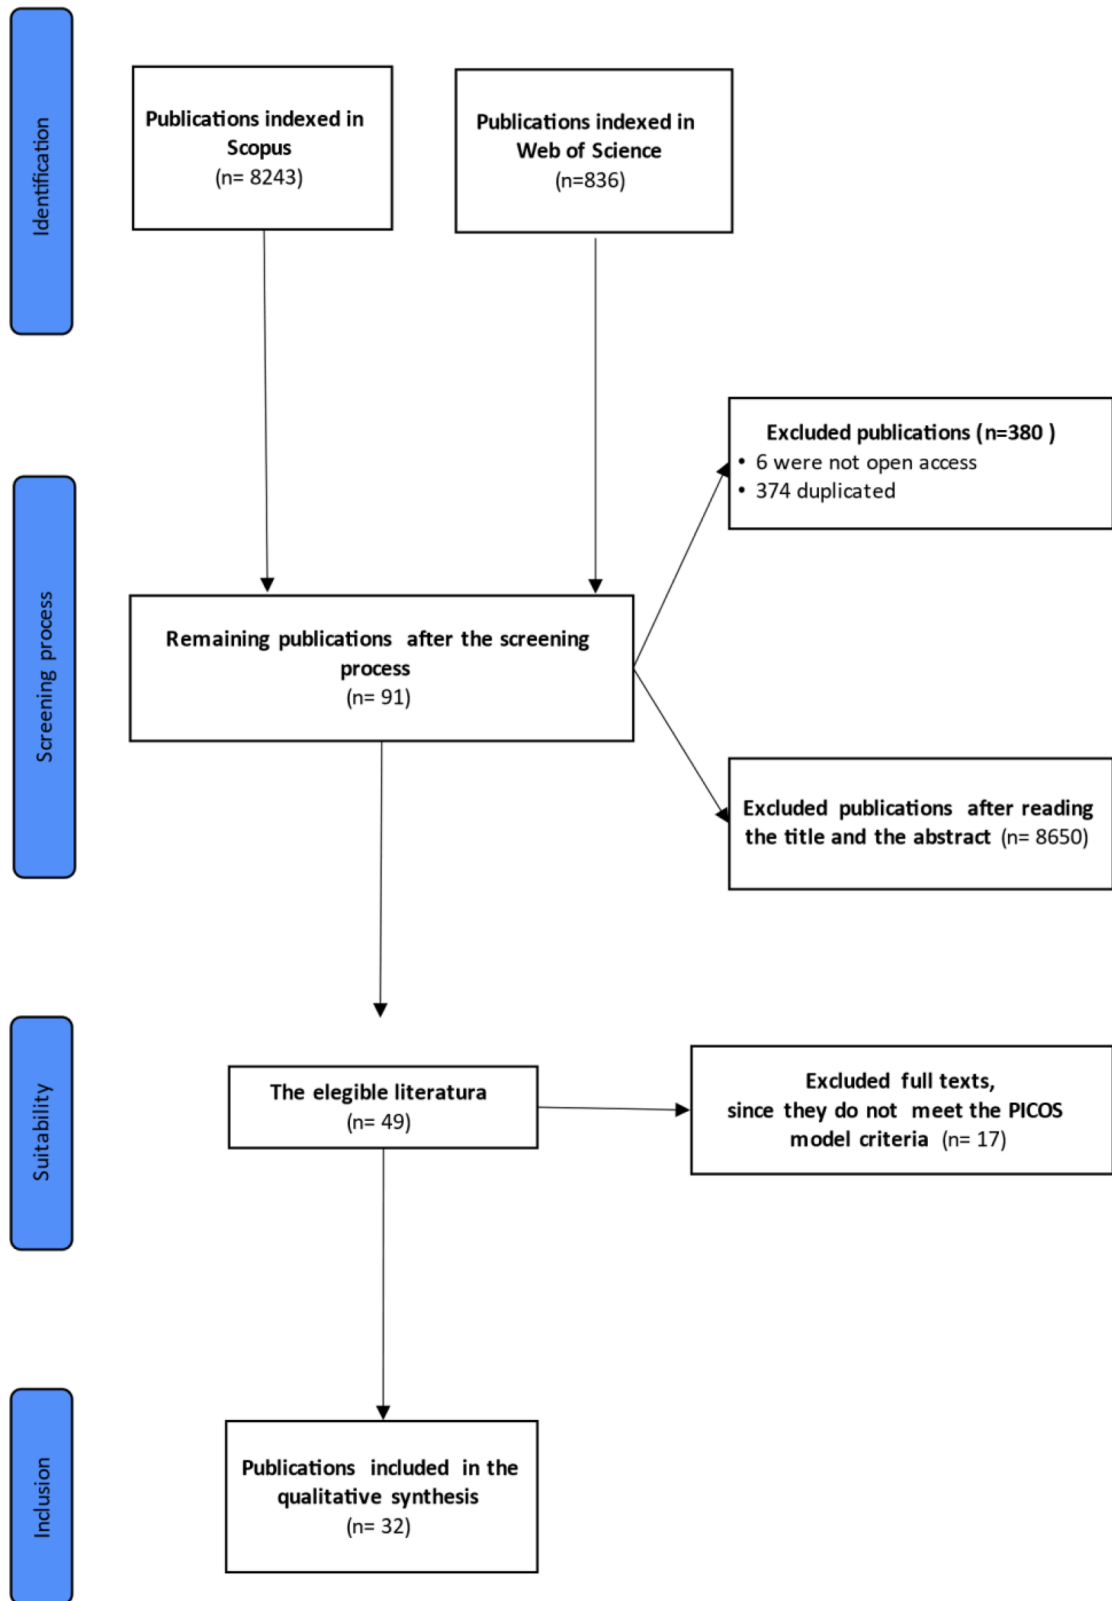 Identification
Publications indexed in
Scopus
(n= 8243)
Publications indexed in
Web of Science
(n=836)
Screening process
Excluded publications (n=380 )
• 6 were not open access
• 374 duplicated
Remaining publications after the screening
process
(n= 91)
Excluded publications after reading
the title and the abstract (n= 8650)
Suitability
The elegible literatura
(n= 49)
Excluded full texts,
since they do not meet the PICOS
model criteria (n= 17)
Inclusion
Publications included in the
qualitative synthesis
(n= 32)